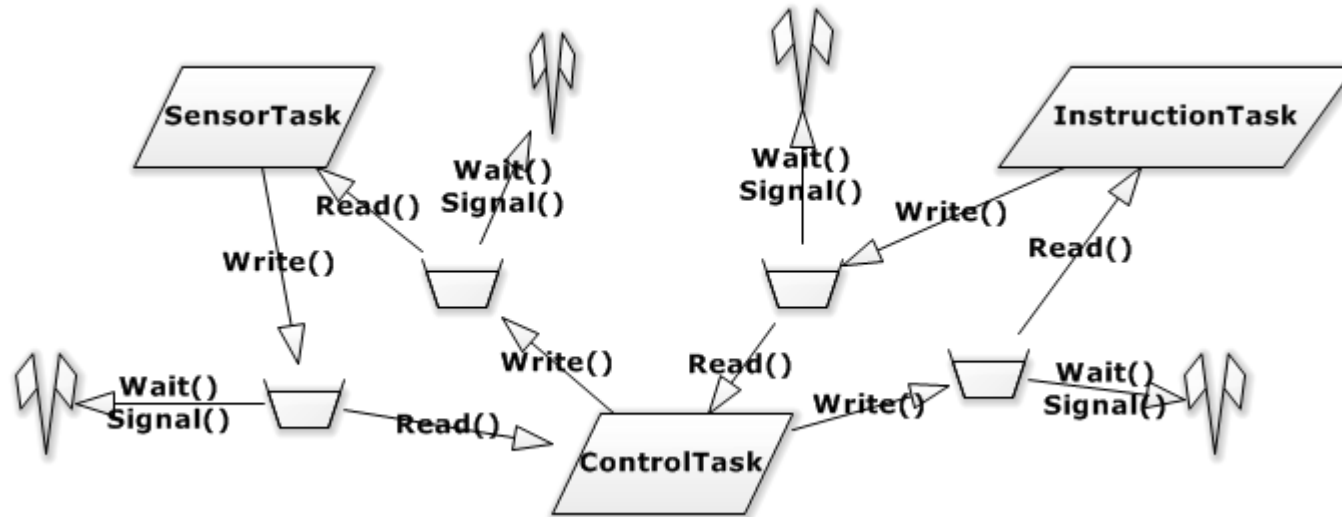 SensorTask
InstructionTask
Wait()
Signal()
Wait()
Signal()
Read()
Write()
Write()
Read()
Write()
Read()
Wait()
Signal()
Wait()
Signal()
Write()
Read()
ControlTask